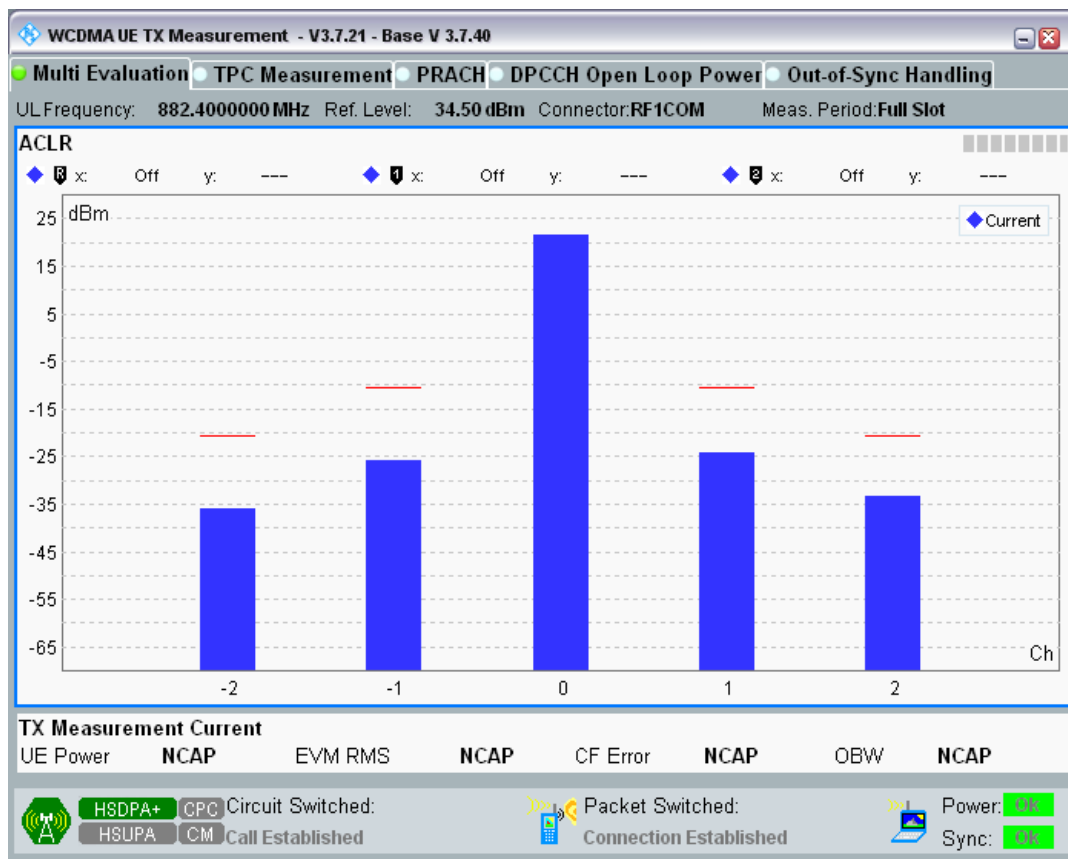 WCDMA UE TX Measurement - V3.7.21 - Base V 3.7.40
Multi Evaluation TPC Measurement PRACH DPCCH Open Loop Power Out-of-Sync Handling
UL Frequency: 882.4000000 MHz Ref. Level: 34.50 dBm Connector:RF1COM Meas. Period:Full Slot
ACLR
R x: Off y: --- 1 x: Off y: --- 2 x: Off y: ---
dBm
Current
25
15
5
-5
-15
-25
-35
-45
-55
-65
Ch
-2 -1 0 1 2
TX Measurement Current
UE Power NCAP EVM RMS NCAP CF Error NCAP OBW NCAP
HSDPA+ CPC Circuit Switched: Packet Switched: Power: OK
HSUPA CM Call Established Connection Established Sync: OK